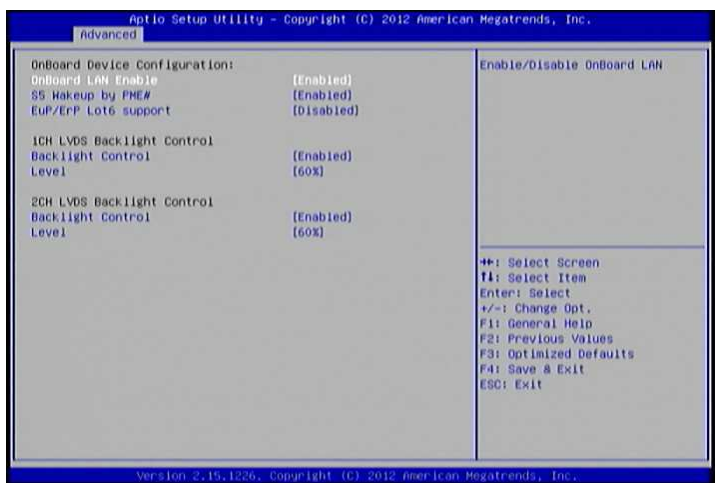 Aptio Setup Utility - Copyright (C) 2012 American Megatrends, Inc.
Advanced
OnBoard Device Configuration:
OnBoard LAN Enable [Enabled]
S5 Wakeup by PME# [Enabled]
EuP/ErP Lot6 support [Disabled]
1CH LVDS Backlight Control
Backlight Control [Enabled]
Level [60%]
2CH LVDS Backlight Control
Backlight Control [Enabled]
Level [60%]
Enable/Disable OnBoard LAN
→←: Select Screen
↑↓: Select Item
Enter: Select
+/-: Change Opt.
F1: General Help
F2: Previous Values
F3: Optimized Defaults
F4: Save & Exit
ESC: Exit
Version 2.15.1226. Copyright (C) 2012 American Megatrends, Inc.